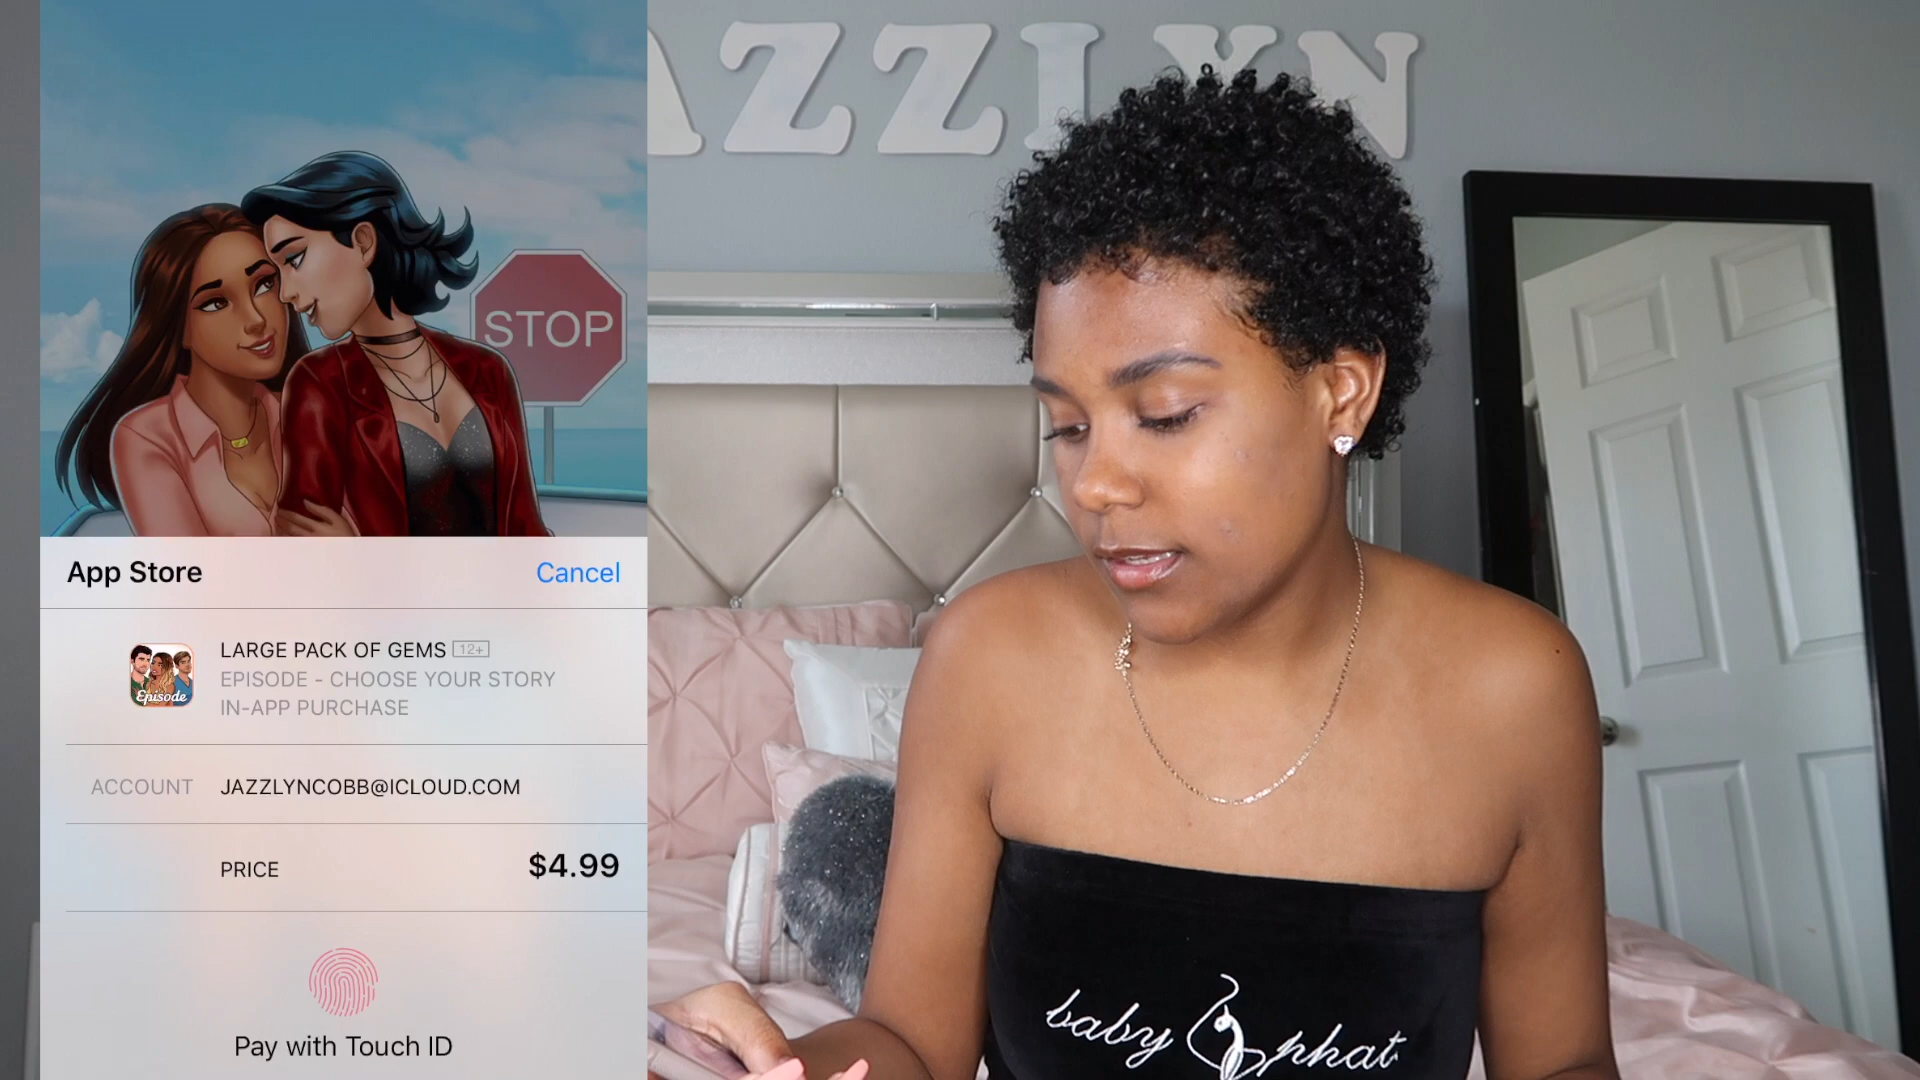 AZZLYN
STOP
App Store
Cancel
LARGE PACK OF GEMS 12+
EPISODE - CHOOSE YOUR STORY
IN-APP PURCHASE
Episode
ACCOUNT JAZZLYNCOBB@ICLOUD.COM
PRICE $4.99
Pay with Touch ID
baby phat